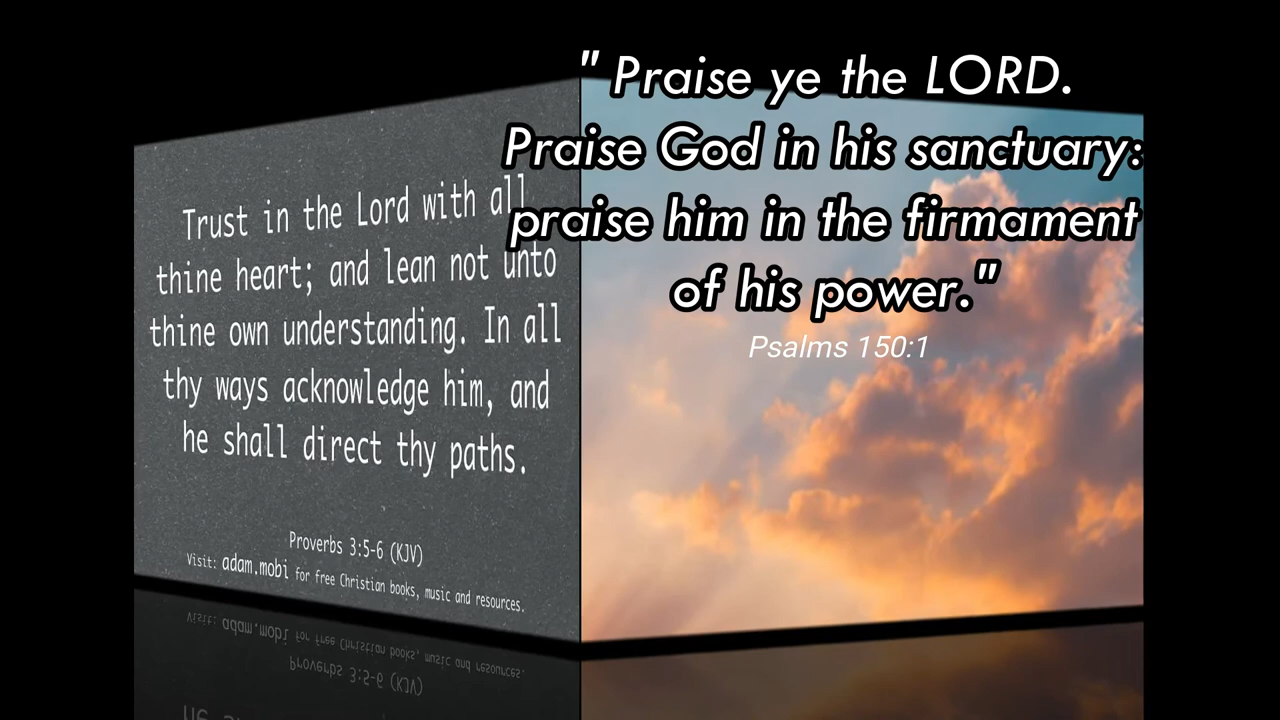 Trust in the Lord with all
thine heart; and lean not unto
thine own understanding. In all
thy ways acknowledge him, and
he shall direct thy paths.
Proverbs 3:5-6 (KJV)
Visit: adam.mobi for free Christian books, music and resources.
" Praise ye the LORD.
Praise God in his sanctuary:
praise him in the firmament
of his power."
Psalms 150:1